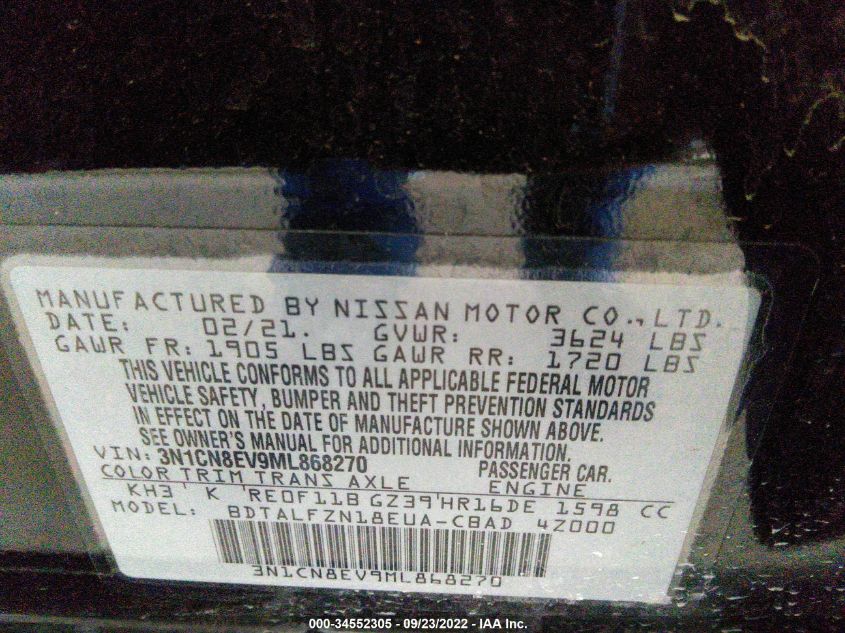 MANUFACTURED BY NISSAN MOTOR CO., LTD.
DATE: 02/21. GVWR: 3624 LBS
GAWR FR: 1905 LBS GAWR RR: 1720 LBS
THIS VEHICLE CONFORMS TO ALL APPLICABLE FEDERAL MOTOR
VEHICLE SAFETY, BUMPER AND THEFT PREVENTION STANDARDS
IN EFFECT ON THE DATE OF MANUFACTURE SHOWN ABOVE.
SEE OWNER'S MANUAL FOR ADDITIONAL INFORMATION.
VIN: 3N1CN8EV9ML868270 PASSENGER CAR.
COLOR TRIM TRANS AXLE ENGINE
KH3 K RE0F11B GZ39 HR16DE 1598 CC
MODEL: BDTALFZN18EUA-CBAD 4Z000
3N1CN8EV9ML868270
000-34552305 - 09/23/2022 - IAA Inc.